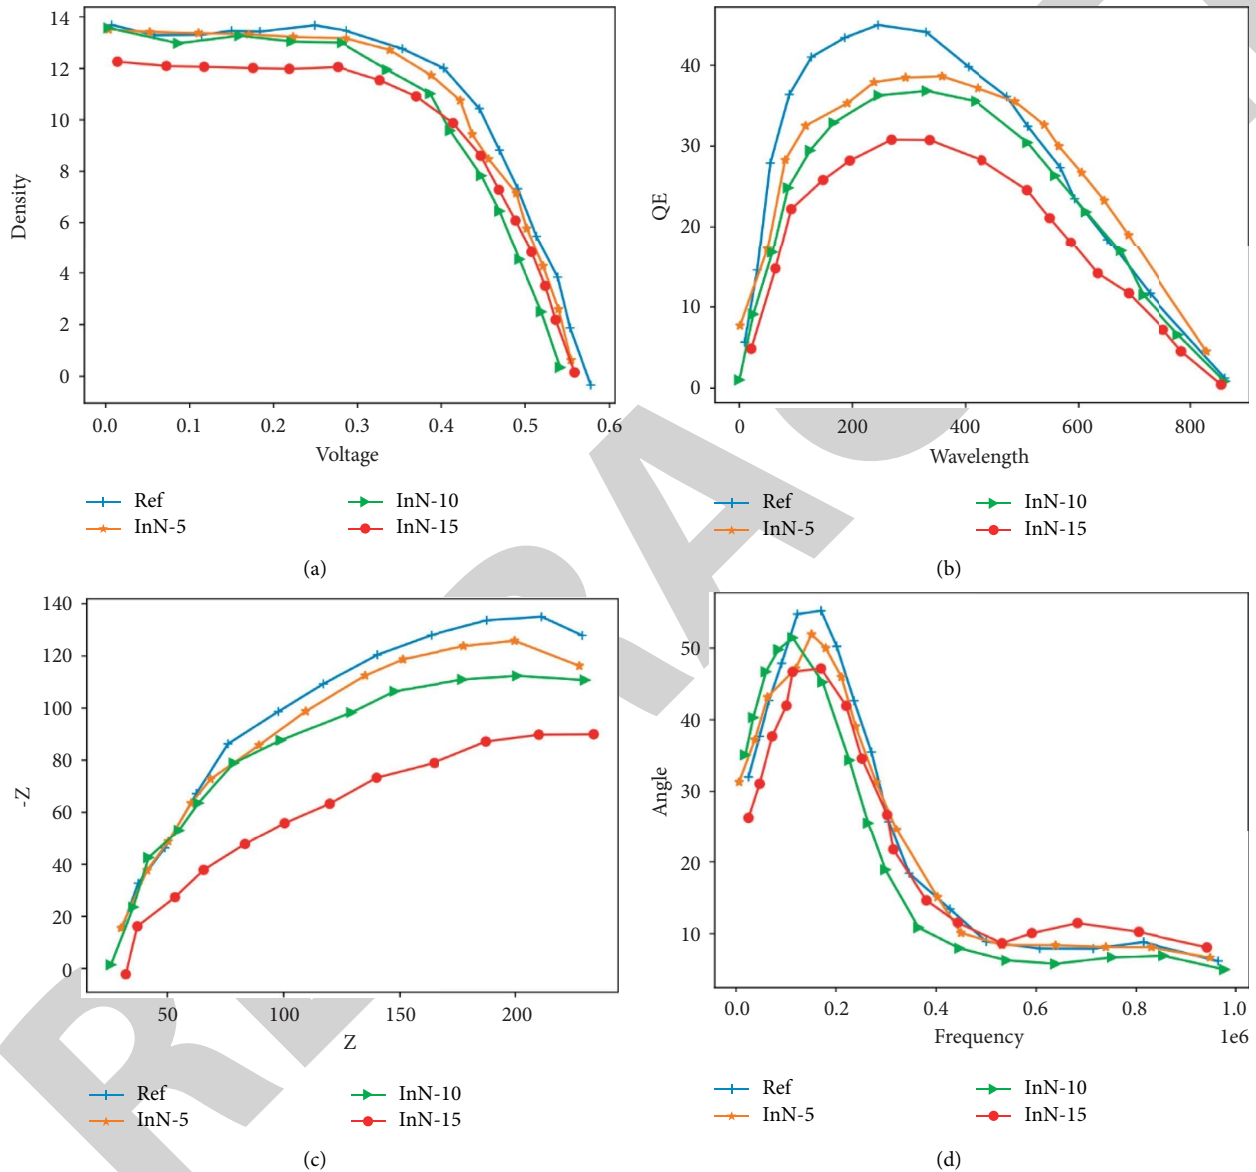 14
12
10
8
6
4
2
0
Density
0.0 0.1 0.2 0.3 0.4 0.5 0.6
Voltage
Ref
InN-5
InN-10
InN-15
(a)
40
30
20
10
0
QE
0 200 400 600 800
Wavelength
Ref
InN-5
InN-10
InN-15
(b)
140
120
100
80
60
40
20
0
-Z
50 100 150 200
Z
Ref
InN-5
InN-10
InN-15
(c)
50
40
30
20
10
Angle
0.0 0.2 0.4 0.6 0.8 1.0
1e6
Frequency
Ref
InN-5
InN-10
InN-15
(d)